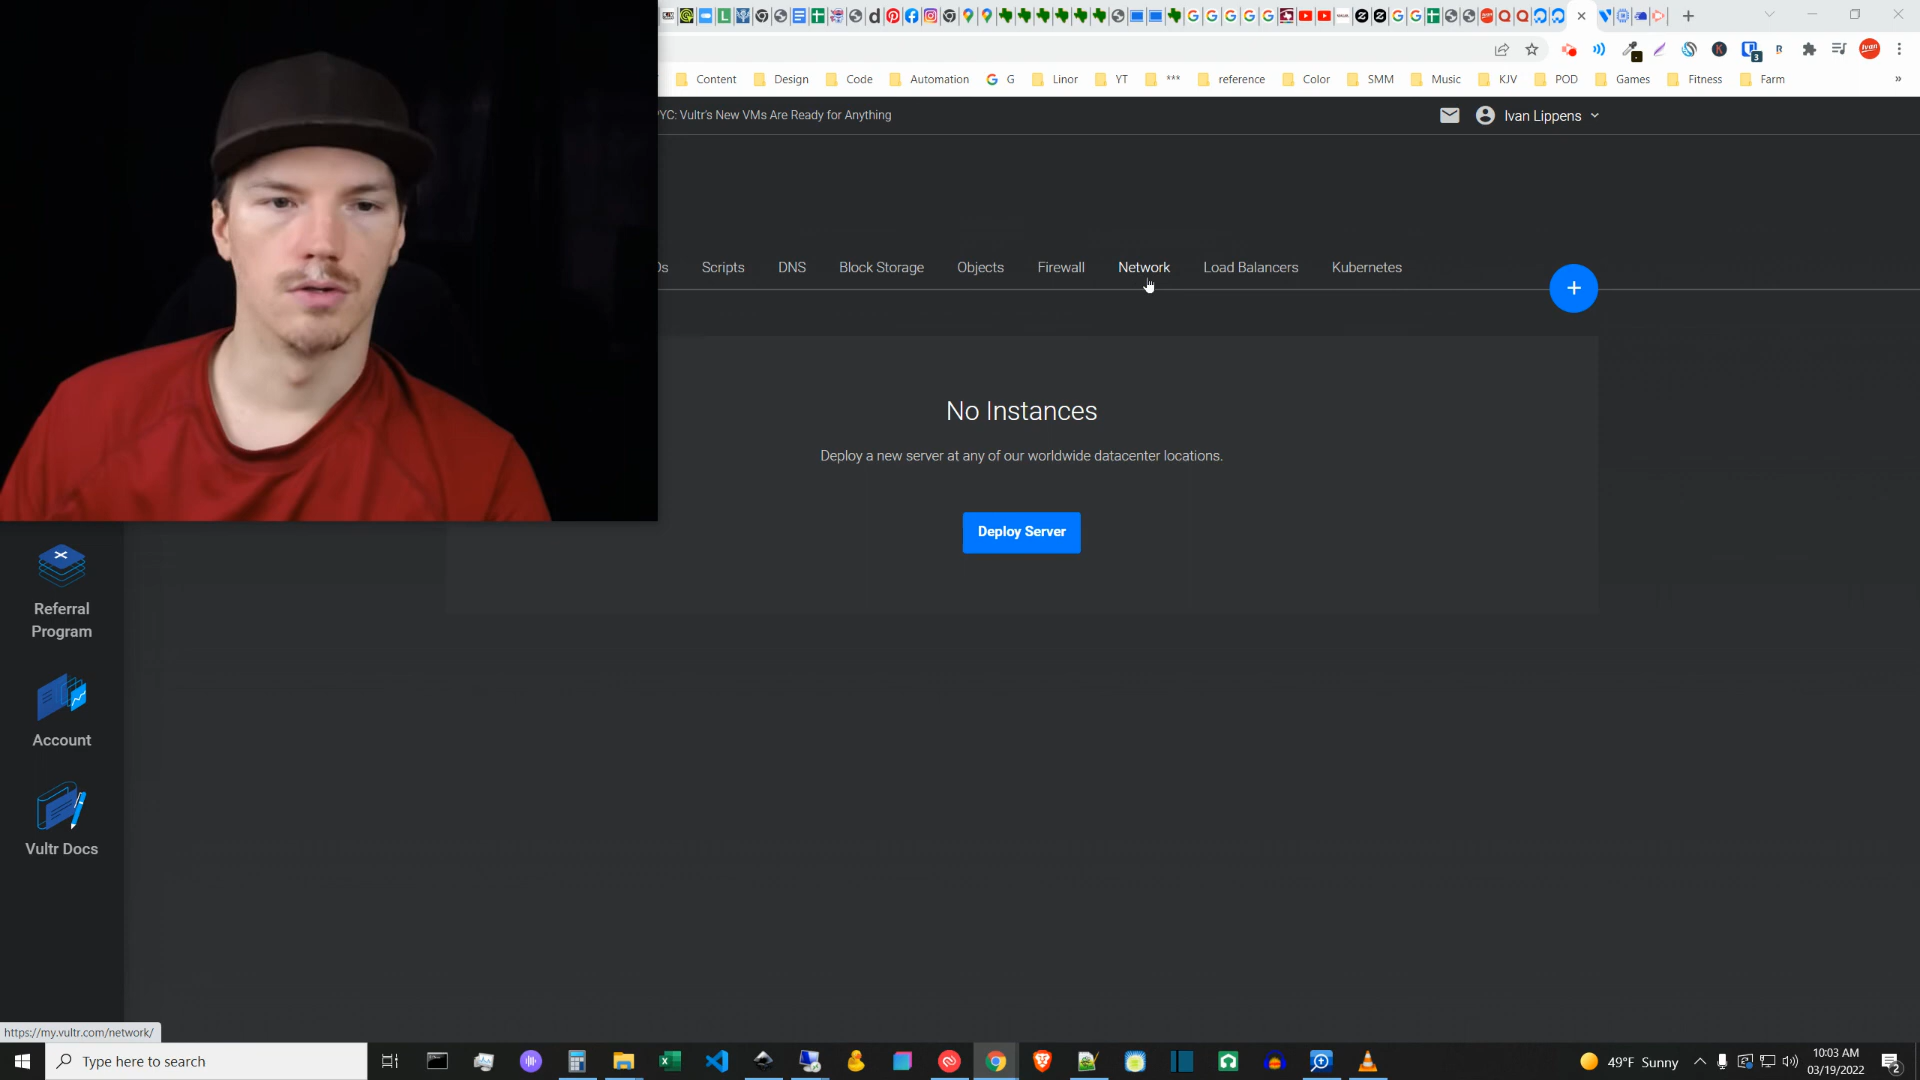 Content
Design
Code
Automation
G
Linor
YT
***
reference
Color
SMM
Music
KJV
POD
Games
Fitness
Farm
»
YC: Vultr's New VMs Are Ready for Anything
Ivan Lippens
Os
Scripts
DNS
Block Storage
Objects
Firewall
Network
Load Balancers
Kubernetes
+
No Instances
Deploy a new server at any of our worldwide datacenter locations.
Deploy Server
Referral
Program
Account
Vultr Docs
https://my.vultr.com/network/
Type here to search
49°F Sunny
10:03 AM
03/19/2022
2